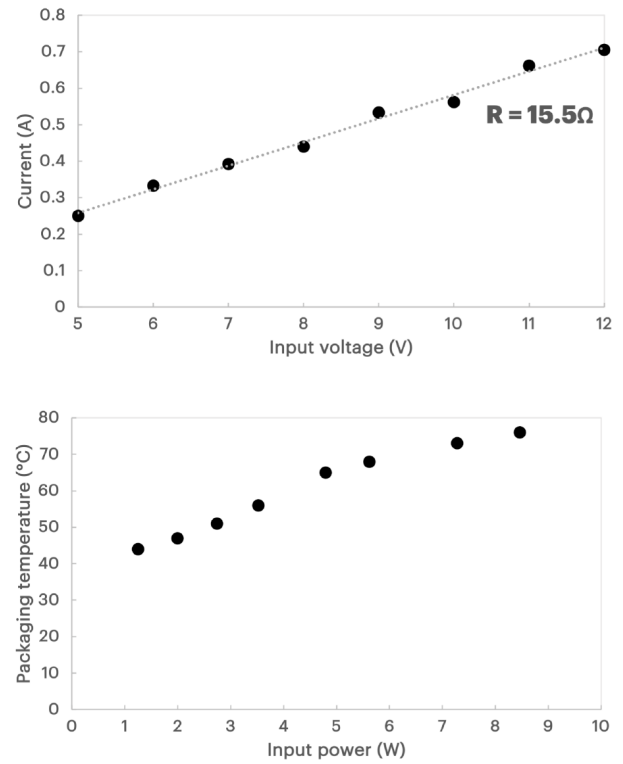 0.8
0.7
0.6
0.5
0.4
0.3
0.2
0.1
0
Current (A)
R = 15.5Ω
5 6 7 8 9 10 11 12
Input voltage (V)
80
70
60
50
40
30
20
10
0
Packaging temperature (°C)
0 1 2 3 4 5 6 7 8 9 10
Input power (W)